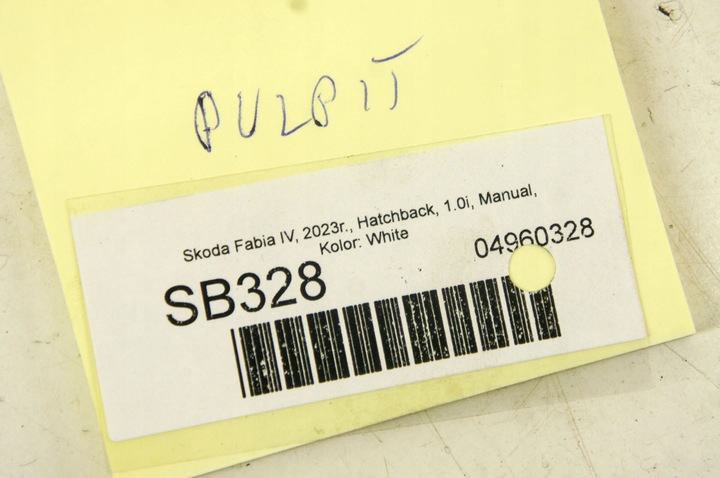 PULPIT
Skoda Fabia IV, 2023r., Hatchback, 1.0i, Manual,
Kolor: White
SB328 04960328